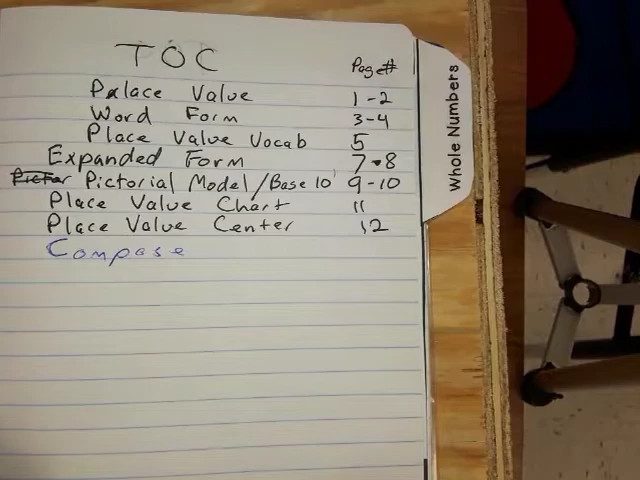 TOC Page#
Palace Value 1-2
Word Form 3-4
Place Value Vocab 5
Expanded Form 7-8
Pictorial Model/Base 10 9-10
Place Value Chart 11
Place Value Center 12
Compose
Whole Numbers